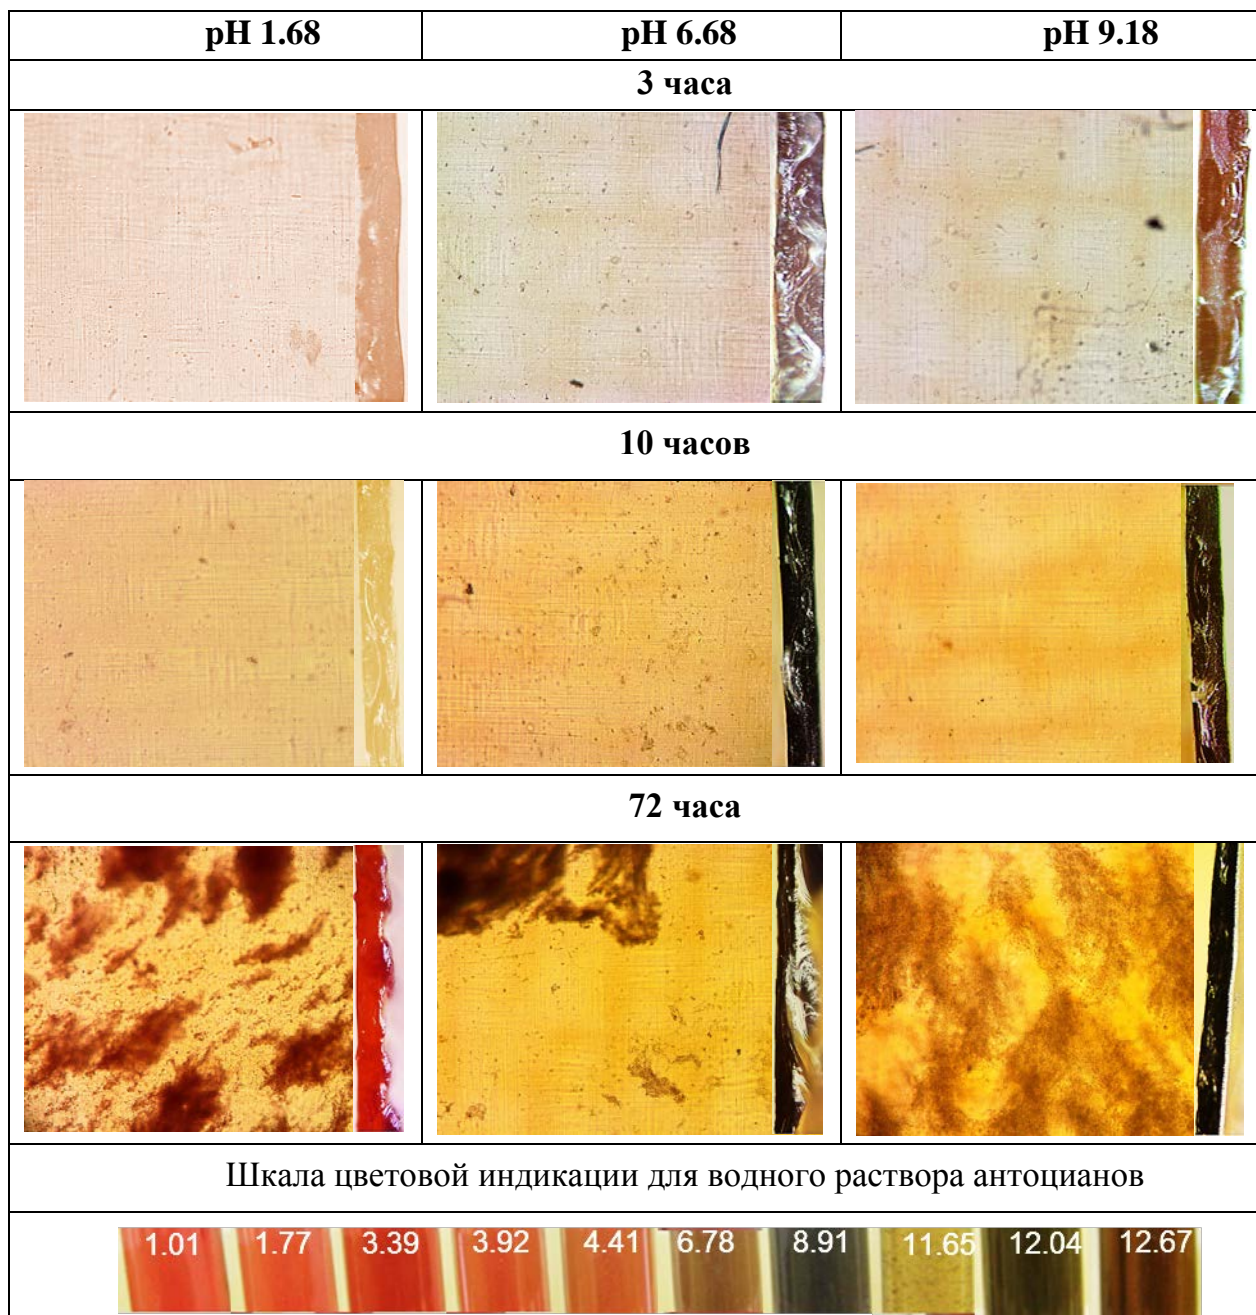 pH 1.68 pH 6.68 pH 9.18
3 часа
10 часов
72 часа
Шкала цветовой индикации для водного раствора антоцианов
1.01 1.77 3.39 3.92 4.41 6.78 8.91 11.65 12.04 12.67